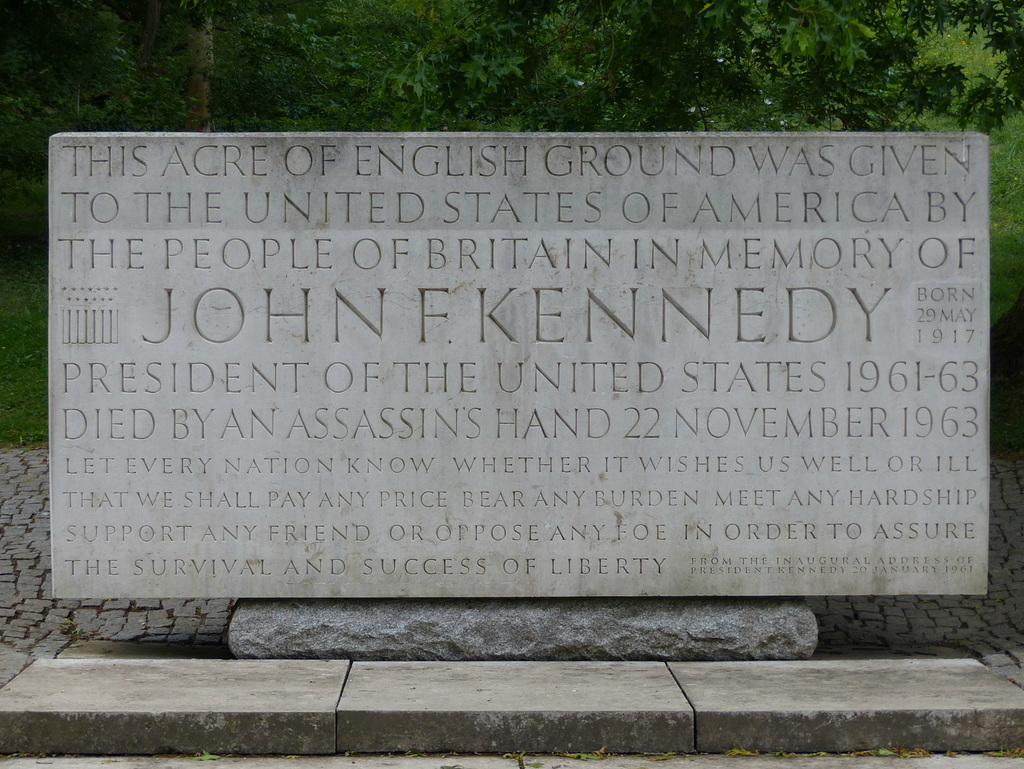 THIS ACRE OF ENGLISH GROUND WAS GIVEN
TO THE UNITED STATES OF AMERICA BY
THE PEOPLE OF BRITAIN IN MEMORY OF
JOHN F. KENNEDY
BORN
29 MAY
1917
PRESIDENT OF THE UNITED STATES 1961-63
DIED BY AN ASSASSIN'S HAND 22 NOVEMBER 1963
LET EVERY NATION KNOW WHETHER IT WISHES US WELL OR ILL
THAT WE SHALL PAY ANY PRICE BEAR ANY BURDEN MEET ANY HARDSHIP
SUPPORT ANY FRIEND OR OPPOSE ANY FOE IN ORDER TO ASSURE
THE SURVIVAL AND SUCCESS OF LIBERTY
FROM THE INAUGURAL ADDRESS OF
PRESIDENT KENNEDY 20 JANUARY 1961